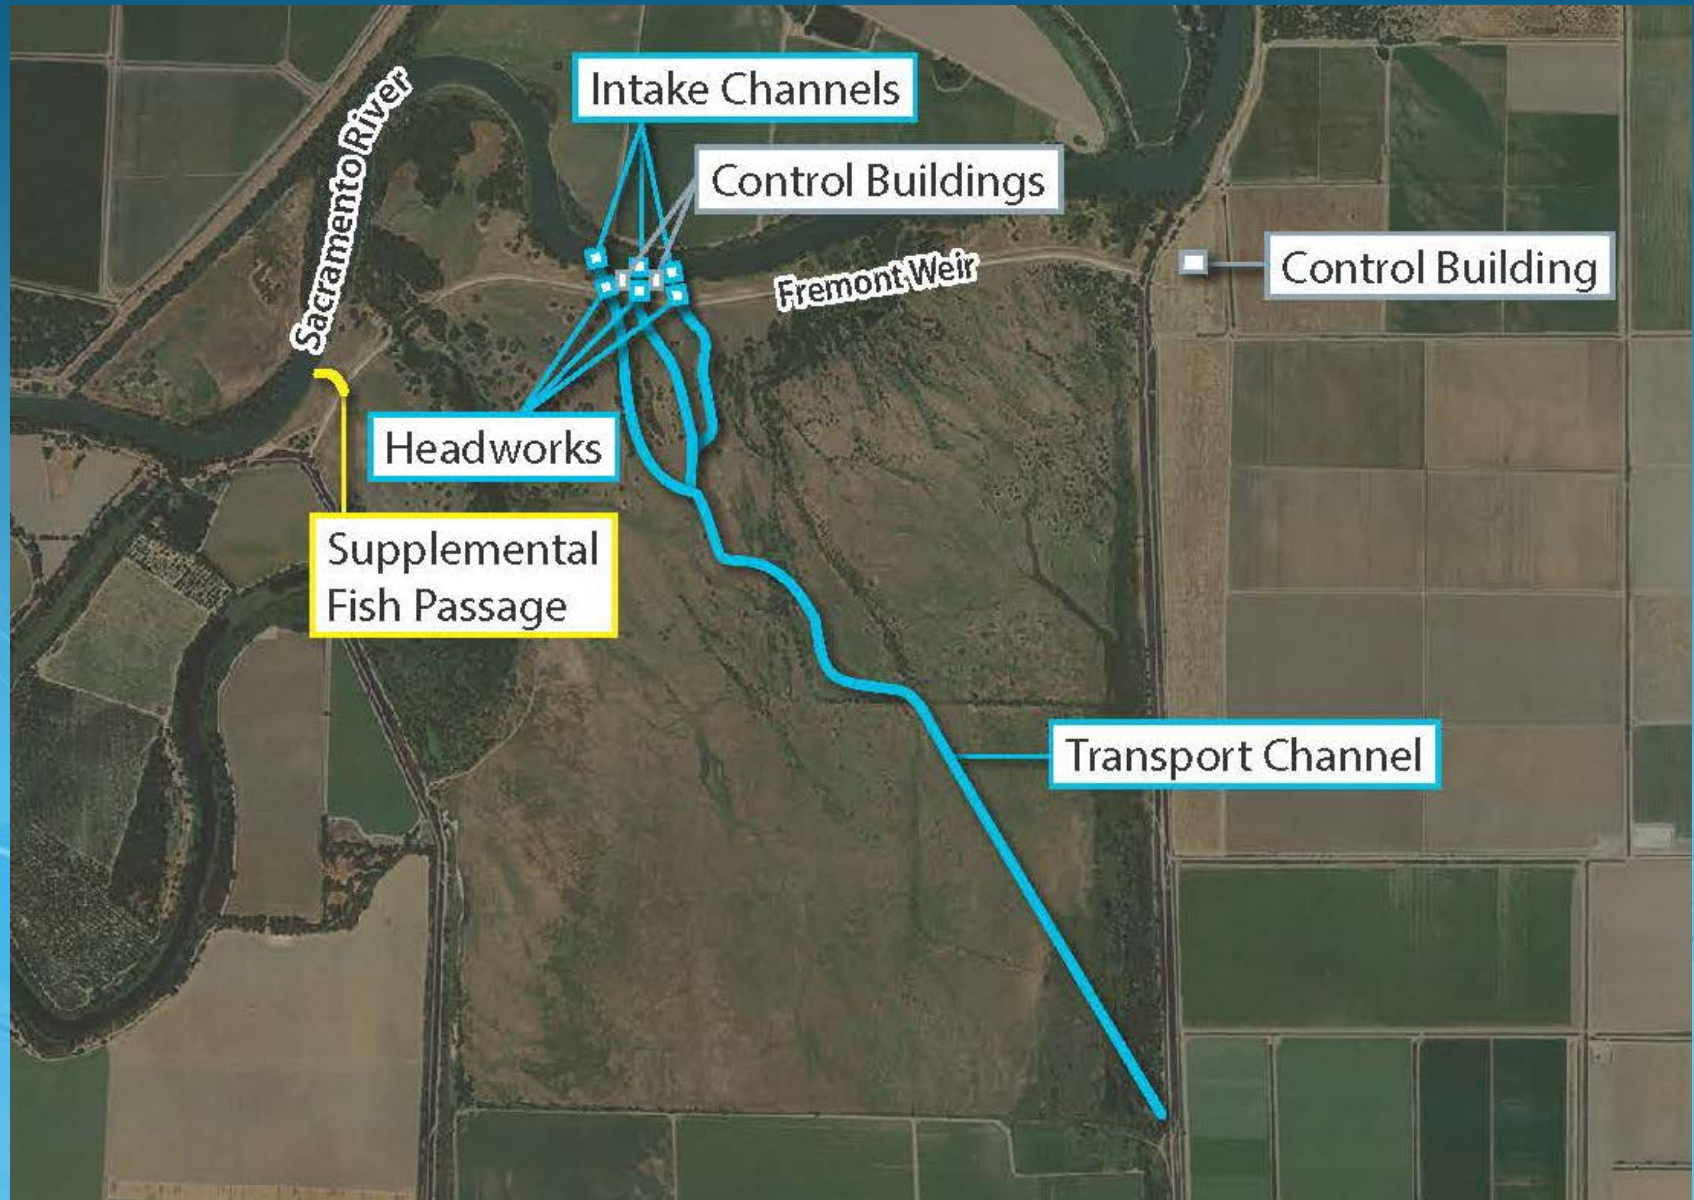 Intake Channels
Control Buildings
Sacramento River
Fremont Weir
Control Building
Headworks
Supplemental
Fish Passage
Transport Channel